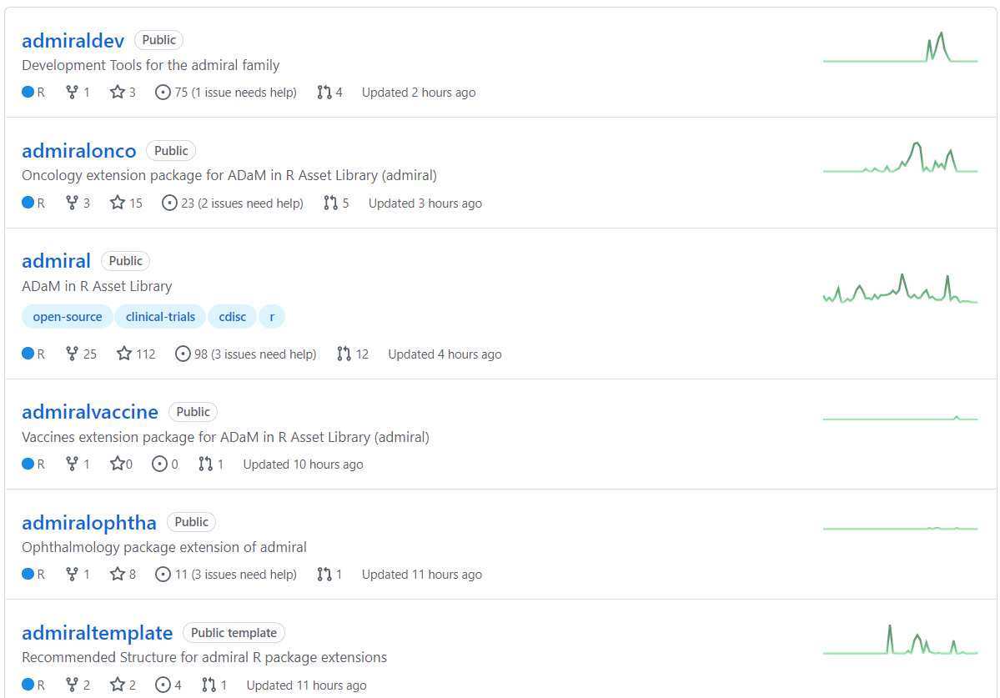 admiraldev Public
Development Tools for the admiral family
R 1 3 75 (1 issue needs help) 4 Updated 2 hours ago
admiralonco Public
Oncology extension package for ADaM in R Asset Library (admiral)
R 3 15 23 (2 issues need help) 5 Updated 3 hours ago
admiral Public
ADaM in R Asset Library
open-source clinical-trials cdisc r
R 25 112 98 (3 issues need help) 12 Updated 4 hours ago
admiralvaccine Public
Vaccines extension package for ADaM in R Asset Library (admiral)
R 1 0 0 1 Updated 10 hours ago
admiralophtha Public
Ophthalmology package extension of admiral
R 1 8 11 (3 issues need help) 1 Updated 11 hours ago
admiraltemplate Public template
Recommended Structure for admiral R package extensions
R 2 2 4 1 Updated 11 hours ago